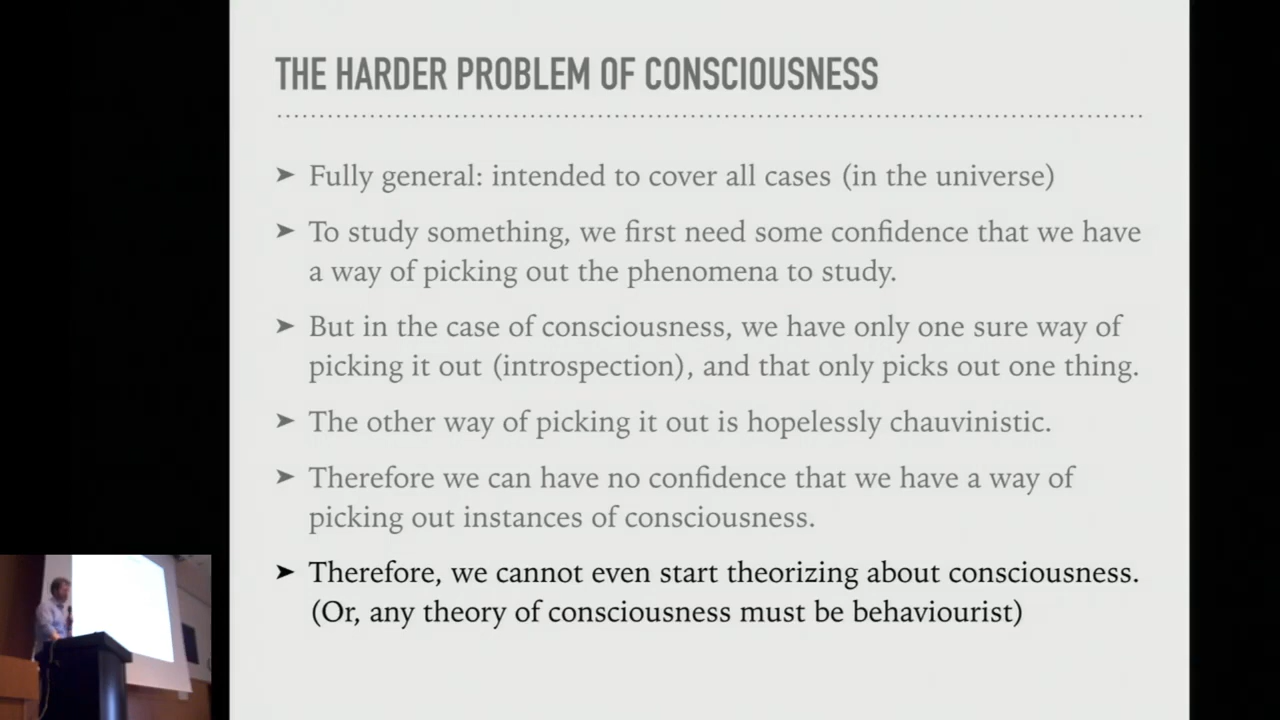 THE HARDER PROBLEM OF CONSCIOUSNESS
➤ Fully general: intended to cover all cases (in the universe)
➤ To study something, we first need some confidence that we have
a way of picking out the phenomena to study.
➤ But in the case of consciousness, we have only one sure way of
picking it out (introspection), and that only picks out one thing.
➤ The other way of picking it out is hopelessly chauvinistic.
➤ Therefore we can have no confidence that we have a way of
picking out instances of consciousness.
➤ Therefore, we cannot even start theorizing about consciousness.
(Or, any theory of consciousness must be behaviourist)